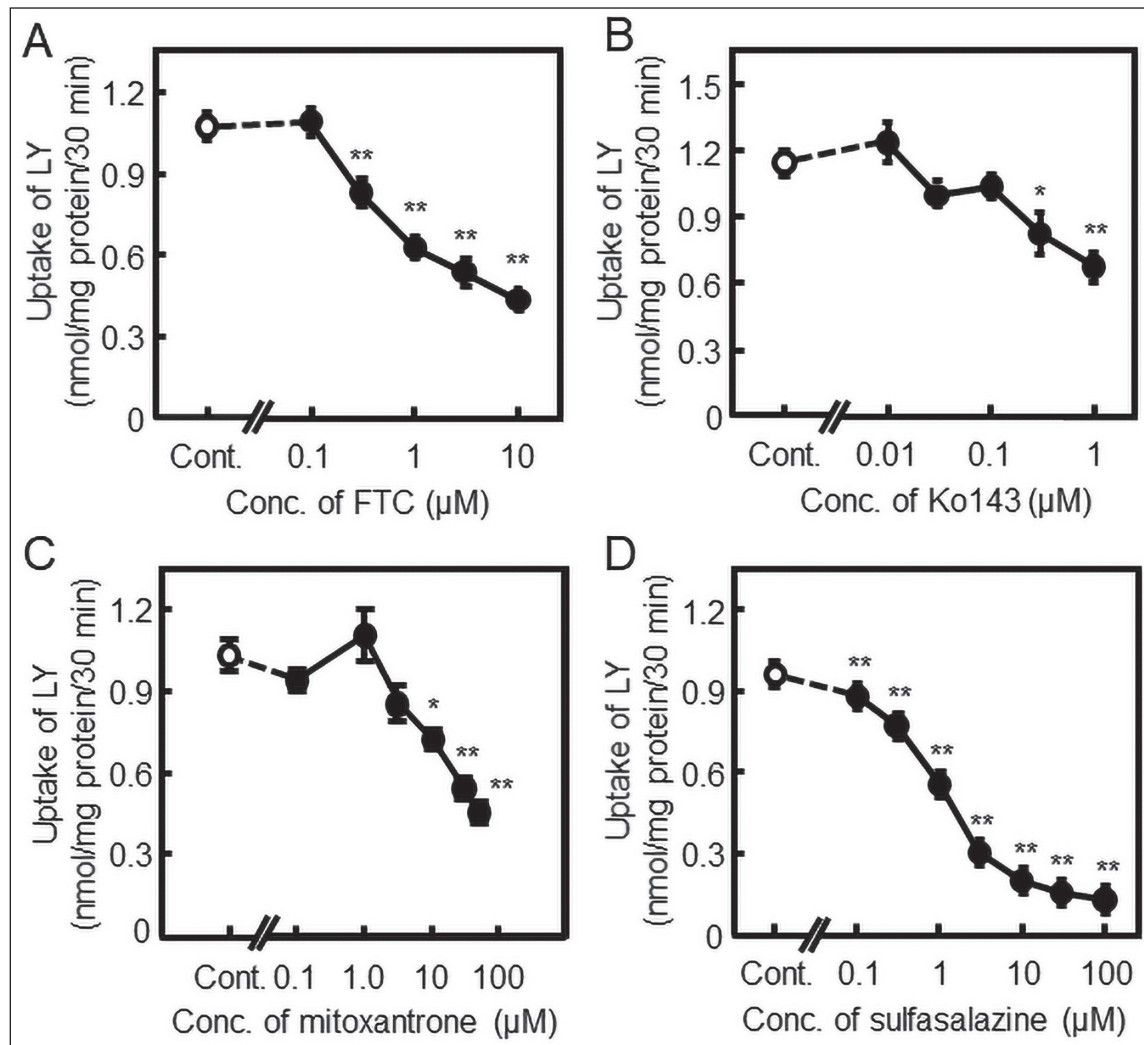 A
Uptake of LY
(nmol/mg protein/30 min)
1.2
0.9
0.6
0.3
0
**
**
**
**
Cont. 0.1 1 10
Conc. of FTC (μM)
B
Uptake of LY
(nmol/mg protein/30 min)
1.5
1.2
0.9
0.6
0.3
0
*
**
Cont. 0.01 0.1 1
Conc. of Ko143 (μM)
C
Uptake of LY
(nmol/mg protein/30 min)
1.2
0.9
0.6
0.3
0
*
**
**
Cont. 0.1 1.0 10 100
Conc. of mitoxantrone (μM)
D
Uptake of LY
(nmol/mg protein/30 min)
1.2
0.9
0.6
0.3
0
**
**
**
**
**
**
**
Cont. 0.1 1 10 100
Conc. of sulfasalazine (μM)